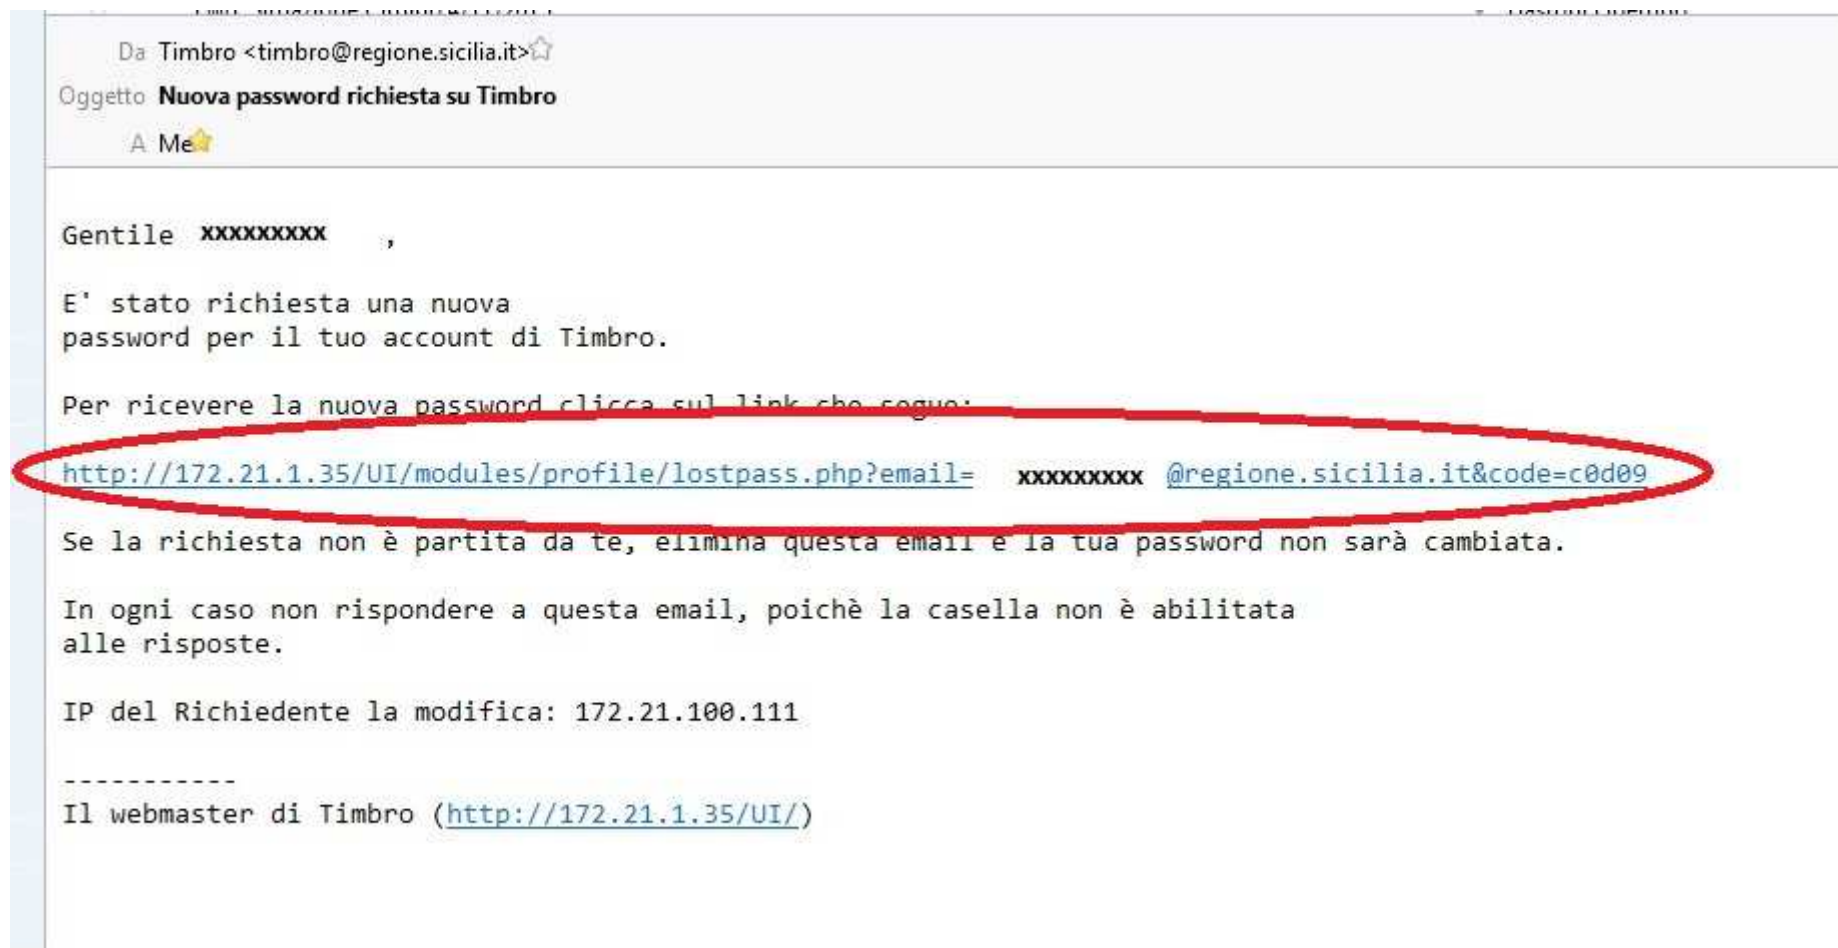 Da Timbro <timbro@regione.sicilia.it>
Oggetto Nuova password richiesta su Timbro
A Me
Gentile xxxxxxxxx ,
E' stato richiesta una nuova
password per il tuo account di Timbro.
Per ricevere la nuova password clicca sul link che segue:
http://172.21.1.35/UI/modules/profile/lostpass.php?email= xxxxxxxxx @regione.sicilia.it&code=c0d09
Se la richiesta non è partita da te, elimina questa email e la tua password non sarà cambiata.
In ogni caso non rispondere a questa email, poichè la casella non è abilitata
alle risposte.
IP del Richiedente la modifica: 172.21.100.111
-----------
Il webmaster di Timbro (http://172.21.1.35/UI/)